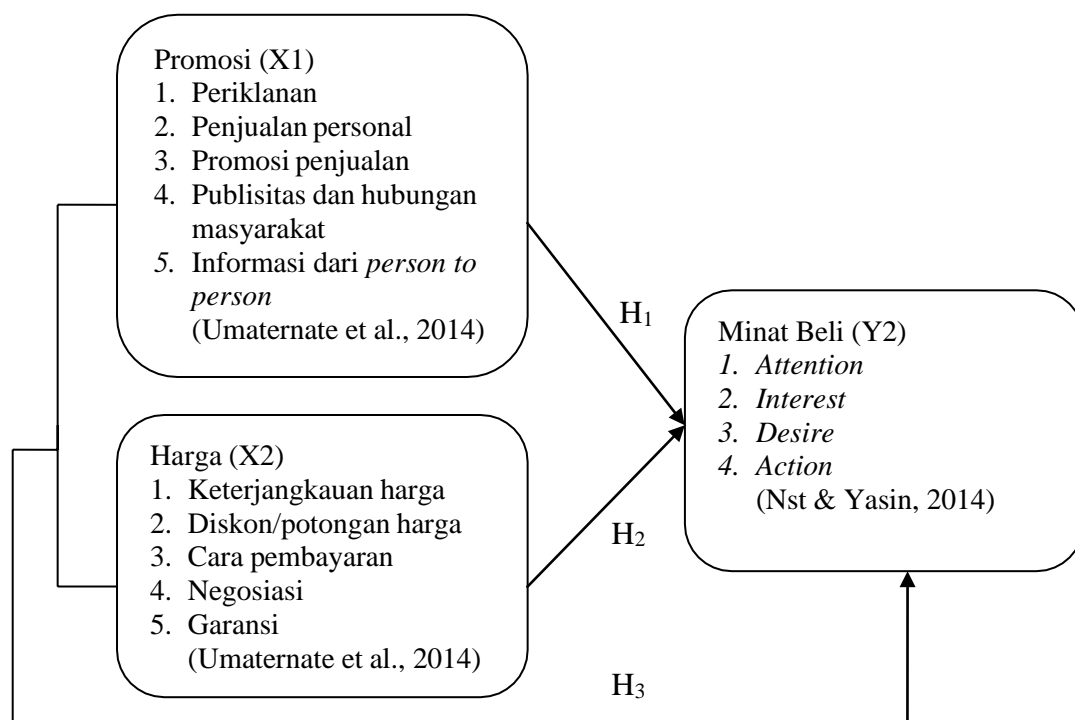 Promosi (X1)
1. Periklanan
2. Penjualan personal
3. Promosi penjualan
4. Publisitas dan hubungan
masyarakat
5. Informasi dari person to
person
(Umaternate et al., 2014)
H₁
Minat Beli (Y2)
1. Attention
2. Interest
3. Desire
4. Action
(Nst & Yasin, 2014)
Harga (X2)
1. Keterjangkauan harga
2. Diskon/potongan harga
3. Cara pembayaran
4. Negosiasi
5. Garansi
(Umaternate et al., 2014)
H₂
H₃